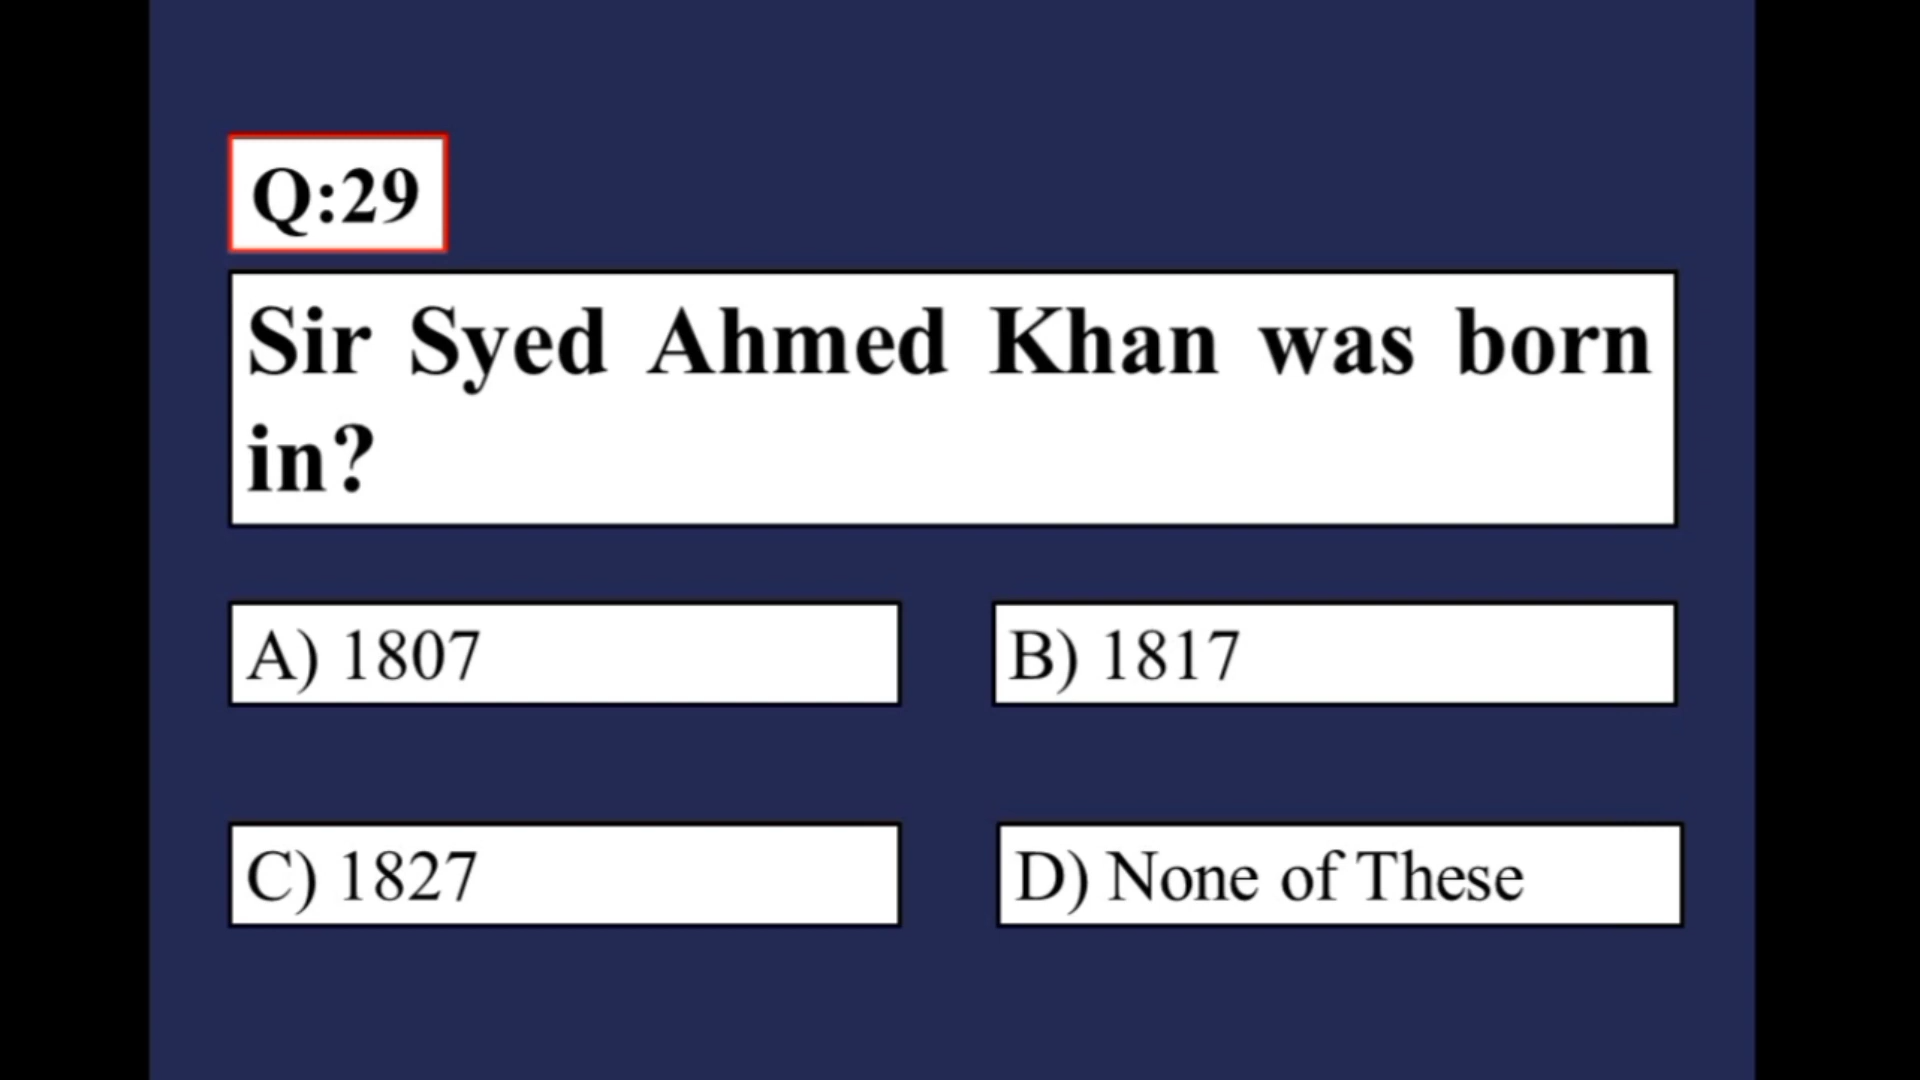 Q:29
Sir Syed Ahmed Khan was born
in?
A) 1807
B) 1817
C) 1827
D) None of These